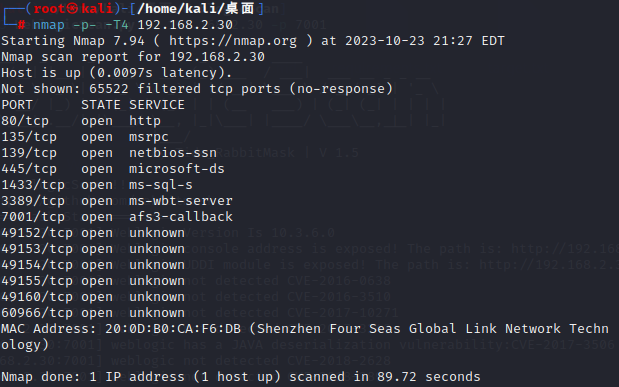 (root㉿kali)-[/home/kali/桌面]
# nmap -p- -T4 192.168.2.30
Starting Nmap 7.94 ( https://nmap.org ) at 2023-10-23 21:27 EDT
Nmap scan report for 192.168.2.30
Host is up (0.0097s latency).
Not shown: 65522 filtered tcp ports (no-response)
PORT STATE SERVICE
80/tcp open http
135/tcp open msrpc
139/tcp open netbios-ssn
445/tcp open microsoft-ds
1433/tcp open ms-sql-s
3389/tcp open ms-wbt-server
7001/tcp open afs3-callback
49152/tcp open unknown
49153/tcp open unknown
49154/tcp open unknown
49155/tcp open unknown
49160/tcp open unknown
60966/tcp open unknown
MAC Address: 20:0D:B0:CA:F6:DB (Shenzhen Four Seas Global Link Network Techn
ology)
Nmap done: 1 IP address (1 host up) scanned in 89.72 seconds